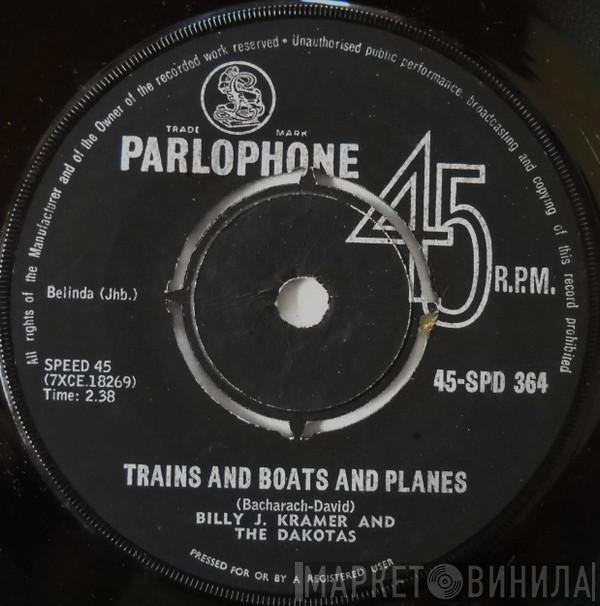 All rights of the Manufacturer and of the Owner of the recorded work reserved • Unauthorised public performance, broadcasting and copying of this record prohibited
TRADE MARK
PARLOPHONE
45
R.P.M.
Belinda (Jhb.)
SPEED 45
(7XCE.18269)
Time: 2.38
45-SPD 364
TRAINS AND BOATS AND PLANES
(Bacharach-David)
BILLY J. KRAMER AND
THE DAKOTAS
PRESSED FOR OR BY A REGISTERED USER
МАРКЕТ ВИНИЛА